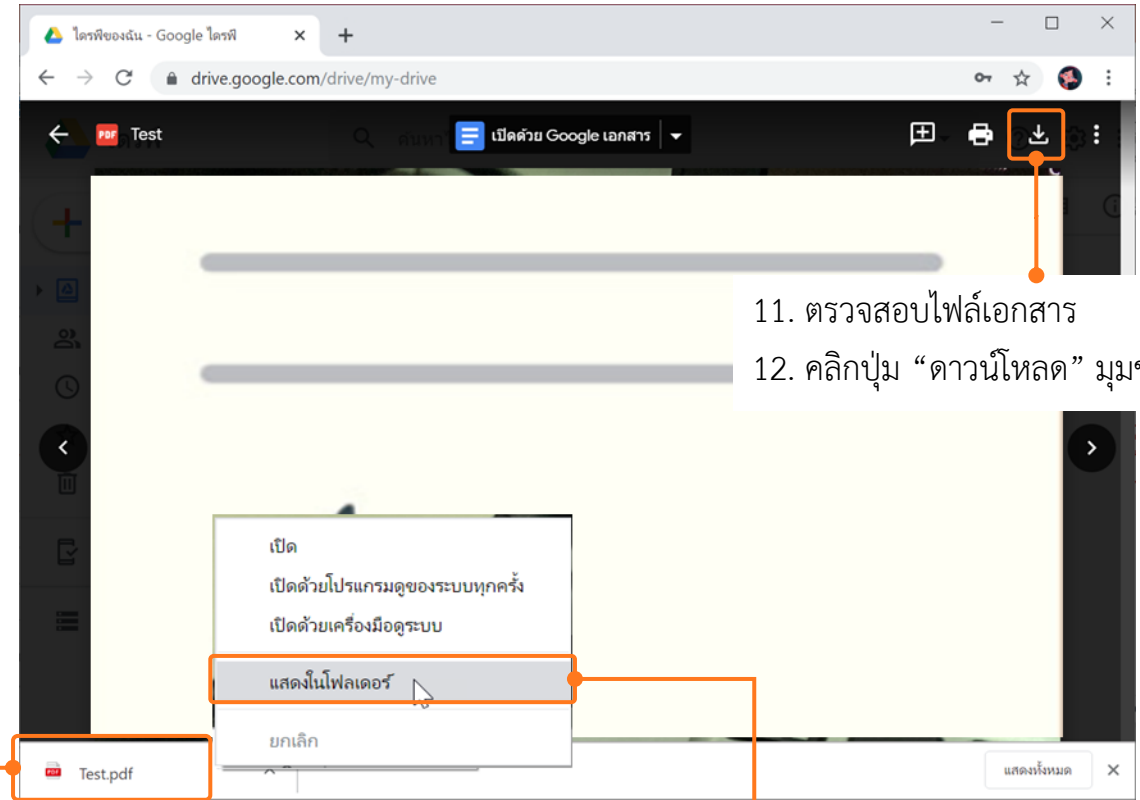 ไดรฟ์ของฉัน - Google ไดรฟ์
drive.google.com/drive/my-drive
PDF Test
เปิดด้วย Google เอกสาร
11. ตรวจสอบไฟล์เอกสาร
12. คลิกปุ่ม “ดาวน์โหลด” มุม
เปิด
เปิดด้วยโปรแกรมดูของระบบทุกครั้ง
เปิดด้วยเครื่องมือดูระบบ
แสดงในโฟลเดอร์
ยกเลิก
PDF Test.pdf
แสดงทั้งหมด